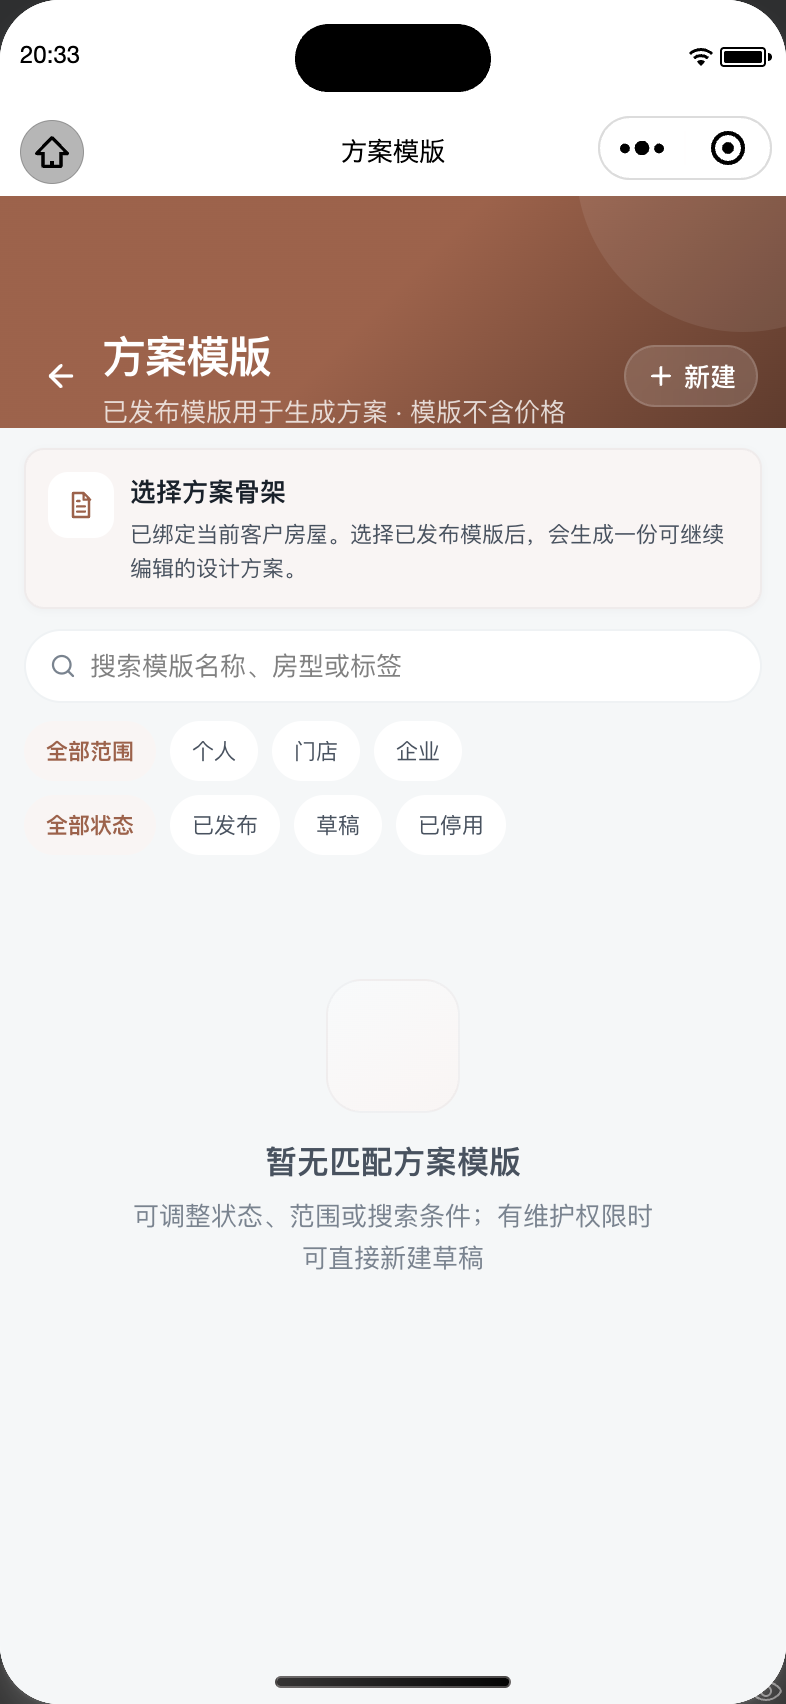 20:33
方案模版
方案模版
新建
已发布模版用于生成方案 · 模版不含价格
选择方案骨架
已绑定当前客户房屋。选择已发布模版后，会生成一份可继续
编辑的设计方案。
搜索模版名称、房型或标签
全部范围 个人 门店 企业
全部状态 已发布 草稿 已停用
暂无匹配方案模版
可调整状态、范围或搜索条件；有维护权限时
可直接新建草稿